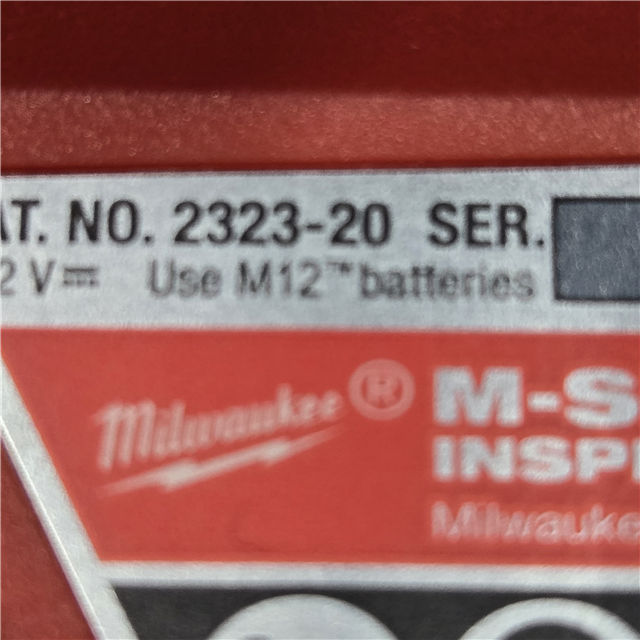 AT. NO. 2323-20 SER.
2 V⎓ Use M12™ batteries
Milwaukee® M-S
INSP
Milwauke